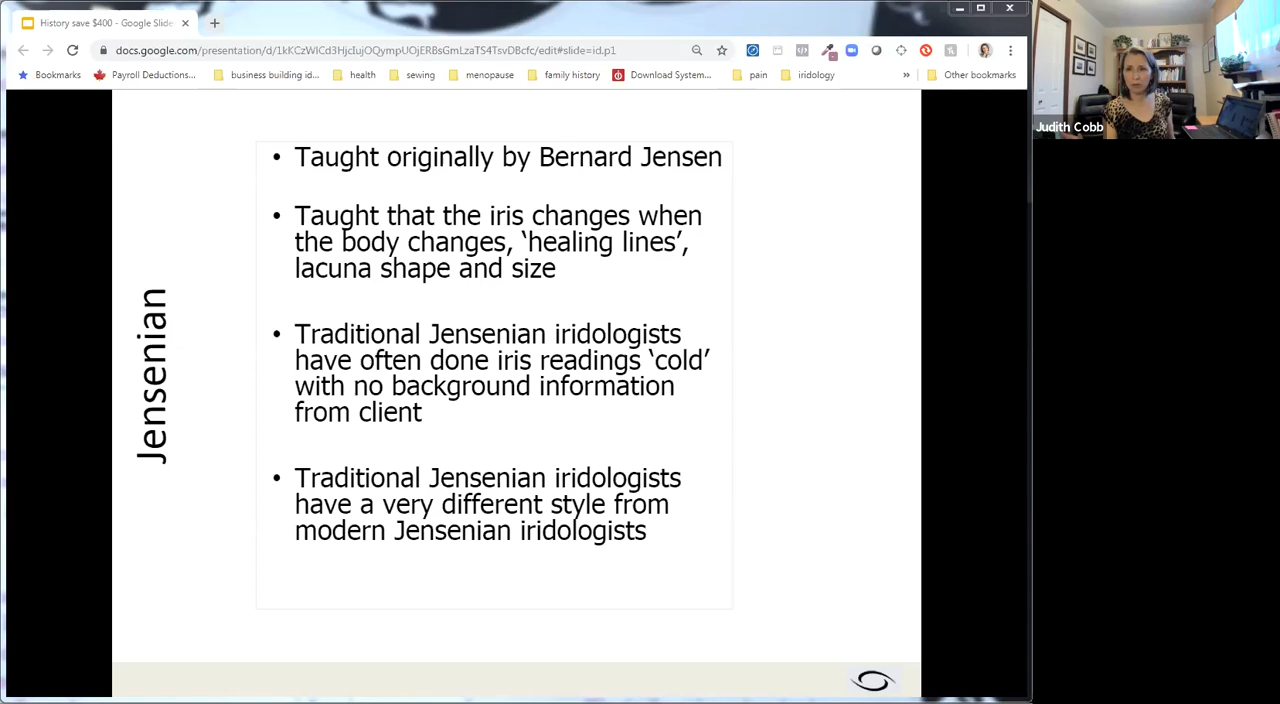 History save $400 - Google Slide
docs.google.com/presentation/d/1kKCzWlCd3HjcIujOQympUOjERBsGmLzaTS4TsvDBcfc/edit#slide=id.p1
Bookmarks
Payroll Deductions...
business building id...
health
sewing
menopause
family history
Download System...
pain
iridology
»
Other bookmarks
Judith Cobb
Jensenian
• Taught originally by Bernard Jensen
• Taught that the iris changes when
the body changes, ‘healing lines’,
lacuna shape and size
• Traditional Jensenian iridologists
have often done iris readings ‘cold’
with no background information
from client
• Traditional Jensenian iridologists
have a very different style from
modern Jensenian iridologists